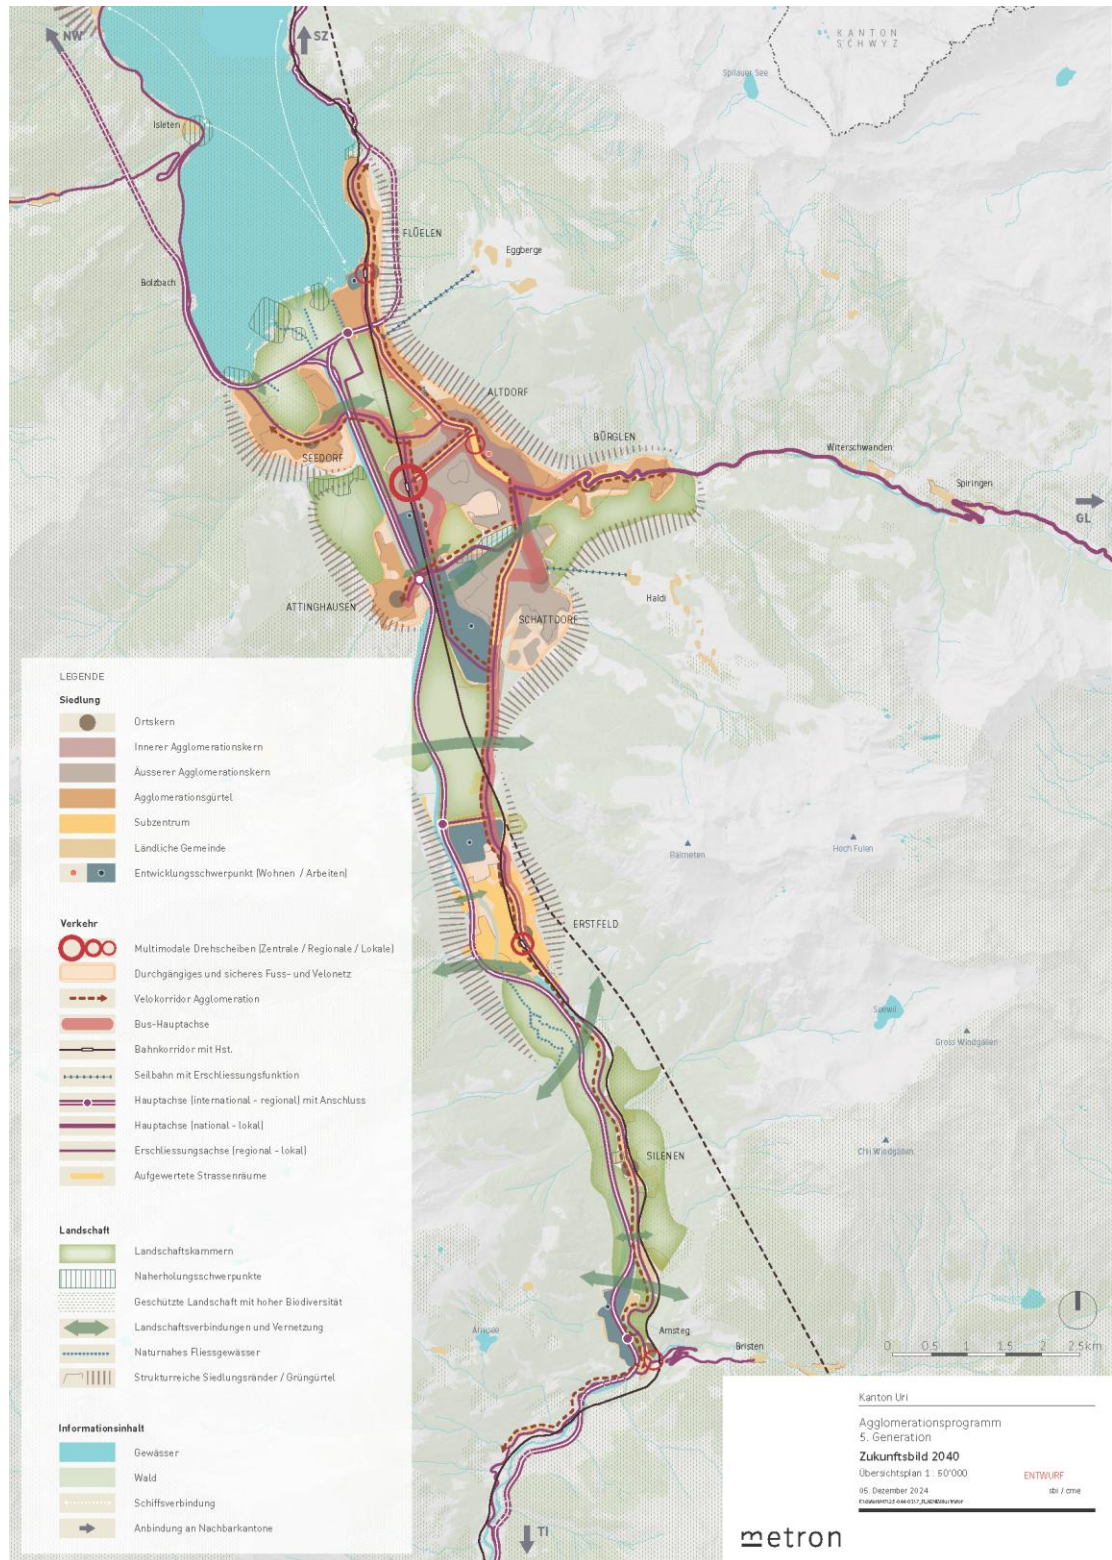 NW
SZ
KANTON
SCHWYZ
Spilauer See
Isleten
FLÜELEN
Eggberge
Bolzbach
ALTDORF
BÜRGLEN
Witerschwanden
SEEDORF
Spiringen
GL
ATTINGHAUSEN
Haldi
SCHATTDORF
LEGENDE
Siedlung
Ortskern
Innerer Agglomerationskern
Äusserer Agglomerationskern
Agglomerationsgürtel
Subzentrum
Ländliche Gemeinde
Entwicklungsschwerpunkt (Wohnen / Arbeiten)
Verkehr
Multimodale Drehscheiben (Zentrale / Regionale / Lokale)
Durchgängiges und sicheres Fuss- und Velonetz
Velokorridor Agglomeration
Bus-Hauptachse
Bahnkorridor mit Hst.
Seilbahn mit Erschliessungsfunktion
Hauptachse (international - regional) mit Anschluss
Hauptachse (national - lokal)
Erschliessungsachse (regional - lokal)
Aufgewertete Strassenräume
Landschaft
Landschaftskammern
Naherholungsschwerpunkte
Geschützte Landschaft mit hoher Biodiversität
Landschaftsverbindungen und Vernetzung
Naturnahes Fliessgewässer
Strukturreiche Siedlungsränder / Grüngürtel
Informationsinhalt
Gewässer
Wald
Schiffsverbindung
Anbindung an Nachbarkantone
Bälmeten
Hoch Fulen
ERSTFELD
Seewli
Gross Windgällen
SILENEN
Chli Windgällen
Arnisee
Amsteg
Bristen
0 0.5 1 1.5 2 2.5km
TI
Kanton Uri
Agglomerationsprogramm
5. Generation
Zukunftsbild 2040
Übersichtsplan 1 : 50'000
ENTWURF
05. Dezember 2024
sbi / cme
metron